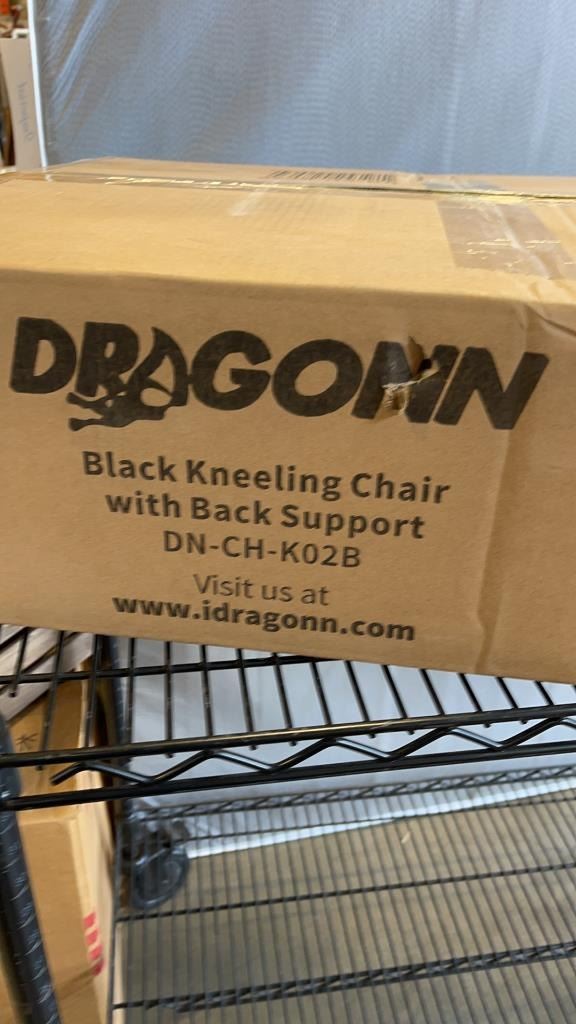 DRAGONN
Black Kneeling Chair
with Back Support
DN-CH-K02B
Visit us at
www.idragonn.com